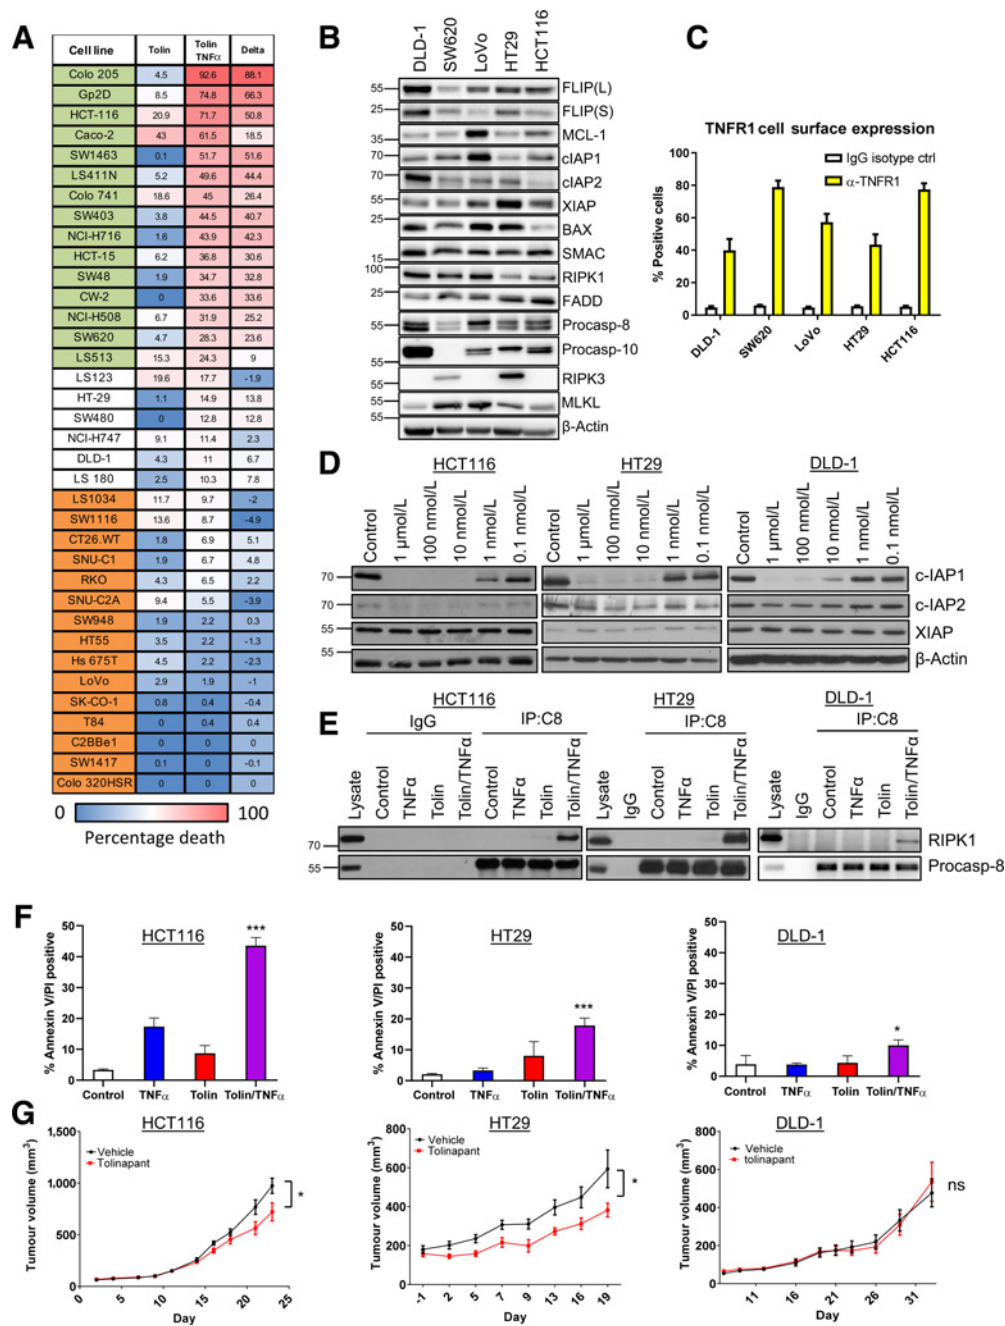 A
Cell line Tolin Tolin TNFα Delta
Colo 205 4.5 92.6 88.1
Gp2D 8.5 74.8 66.3
HCT-116 20.9 71.7 50.8
Caco-2 43 61.5 18.5
SW1463 0.1 51.7 51.6
LS411N 5.2 49.6 44.4
Colo 741 18.6 45 26.4
SW403 3.8 44.5 40.7
NCI-H716 1.6 43.9 42.3
HCT-15 6.2 36.8 30.6
SW48 1.9 34.7 32.8
CW-2 0 33.6 33.6
NCI-H508 6.7 31.9 25.2
SW620 4.7 28.3 23.6
LS513 15.3 24.3 9
LS123 19.6 17.7 -1.9
HT-29 1.1 14.9 13.8
SW480 0 12.8 12.8
NCI-H747 9.1 11.4 2.3
DLD-1 4.3 11 6.7
LS 180 2.5 10.3 7.8
LS1034 11.7 9.7 -2
SW1116 13.6 8.7 -4.9
CT26.WT 1.8 6.9 5.1
SNU-C1 1.9 6.7 4.8
RKO 4.3 6.5 2.2
SNU-C2A 9.4 5.5 -3.9
SW948 1.9 2.2 0.3
HT55 3.5 2.2 -1.3
Hs 675T 4.5 2.2 -2.3
LoVo 2.9 1.9 -1
SK-CO-1 0.8 0.4 -0.4
T84 0 0.4 0.4
C2BBe1 0 0 0
SW1417 0.1 0 -0.1
Colo 320HSR 0 0 0
0 100
Percentage death
B
DLD-1 SW620 LoVo HT29 HCT116
55 FLIP(L)
25 FLIP(S)
35 MCL-1
70 cIAP1
70 cIAP2
55 XIAP
25 BAX
15 SMAC
100 RIPK1
25 FADD
55 Procasp-8
Procasp-10
55 RIPK3
55 MLKL
β-Actin
C
TNFR1 cell surface expression
IgG isotype ctrl
α-TNFR1
% Positive cells
100
80
60
40
20
0
DLD-1 SW620 LoVo HT29 HCT116
D
HCT116 HT29 DLD-1
Control 1 μmol/L 100 nmol/L 10 nmol/L 1 nmol/L 0.1 nmol/L Control 1 μmol/L 100 nmol/L 10 nmol/L 1 nmol/L 0.1 nmol/L Control 1 μmol/L 100 nmol/L 10 nmol/L 1 nmol/L 0.1 nmol/L
70 c-IAP1
70 c-IAP2
55 XIAP
55 β-Actin
E
HCT116 HT29 DLD-1
IgG IP:C8 IP:C8 IP:C8
Lysate Control TNFα Tolin Tolin/TNFα Control TNFα Tolin Tolin/TNFα Lysate IgG Control TNFα Tolin Tolin/TNFα Lysate IgG Control TNFα Tolin Tolin/TNFα
70 RIPK1
55 Procasp-8
F
HCT116
% Annexin V/PI positive
50
40
30
20
10
0
***
Control TNFα Tolin Tolin/TNFα
HT29
% Annexin V/PI positive
50
40
30
20
10
0
***
Control TNFα Tolin Tolin/TNFα
DLD-1
% Annexin V/PI positive
50
40
30
20
10
0
*
Control TNFα Tolin Tolin/TNFα
G
HCT116
Tumour volume (mm³)
1,500
1,000
500
0
Vehicle
Tolinapant
*
0 5 10 15 20 25
Day
HT29
Tumour volume (mm³)
800
600
400
200
0
Vehicle
Tolinapant
*
-1 2 5 7 9 13 16 19
Day
DLD-1
Tumour volume (mm³)
800
600
400
200
0
Vehicle
tolinapant
ns
11 16 21 26 31
Day